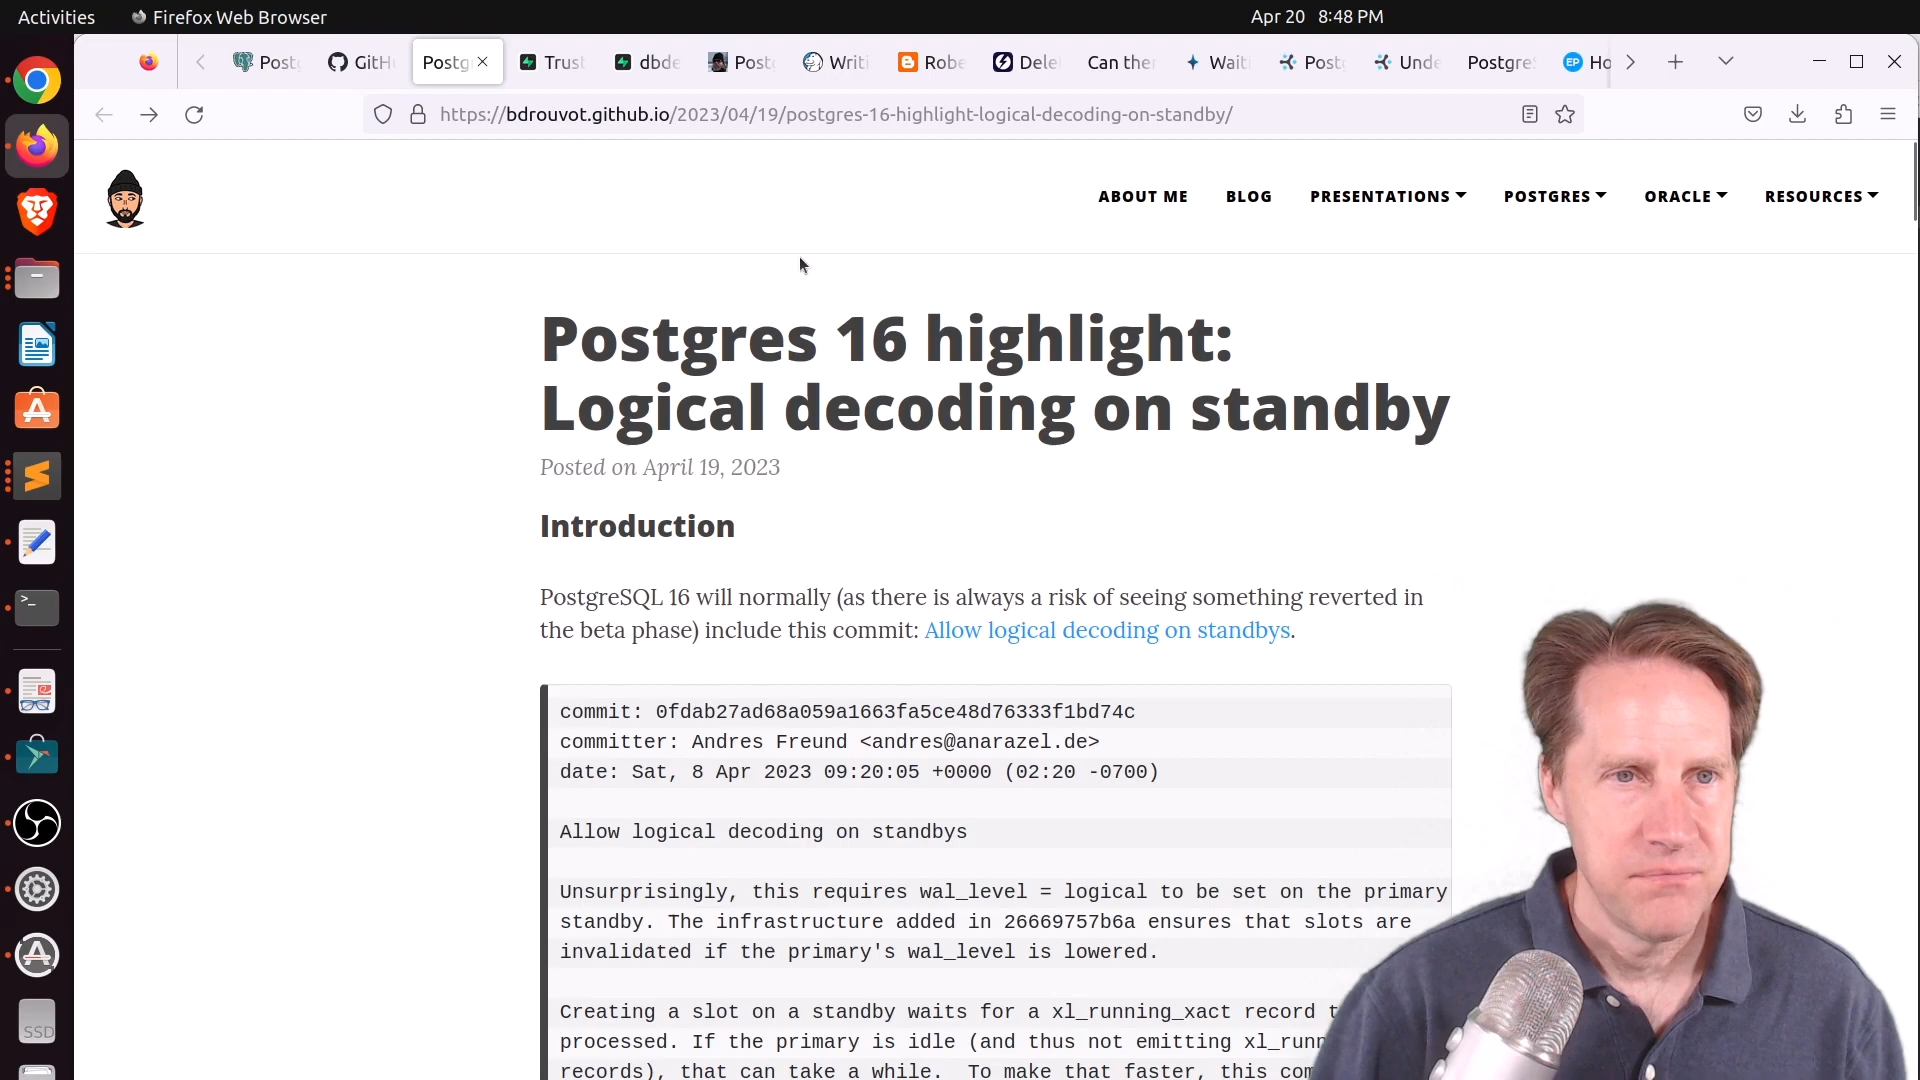 Activities
Firefox Web Browser
Apr 20 8:48 PM
Postg
GitH
Postg
Trust
dbde
Post
Writi
Robe
Dele
Can ther
Wait
Postg
Unde
Postgre
EP
Ho
https://bdrouvot.github.io/2023/04/19/postgres-16-highlight-logical-decoding-on-standby/
ABOUT ME
BLOG
PRESENTATIONS
POSTGRES
ORACLE
RESOURCES
Postgres 16 highlight:
Logical decoding on standby
Posted on April 19, 2023
Introduction
PostgreSQL 16 will normally (as there is always a risk of seeing something reverted in
the beta phase) include this commit: Allow logical decoding on standbys.
commit: 0fdab27ad68a059a1663fa5ce48d76333f1bd74c
committer: Andres Freund <andres@anarazel.de>
date: Sat, 8 Apr 2023 09:20:05 +0000 (02:20 -0700)
Allow logical decoding on standbys
Unsurprisingly, this requires wal_level = logical to be set on the primary
standby. The infrastructure added in 26669757b6a ensures that slots are
invalidated if the primary's wal_level is lowered.
Creating a slot on a standby waits for a xl_running_xact record t
processed. If the primary is idle (and thus not emitting xl_runn
records), that can take a while. To make that faster, this com
SSD